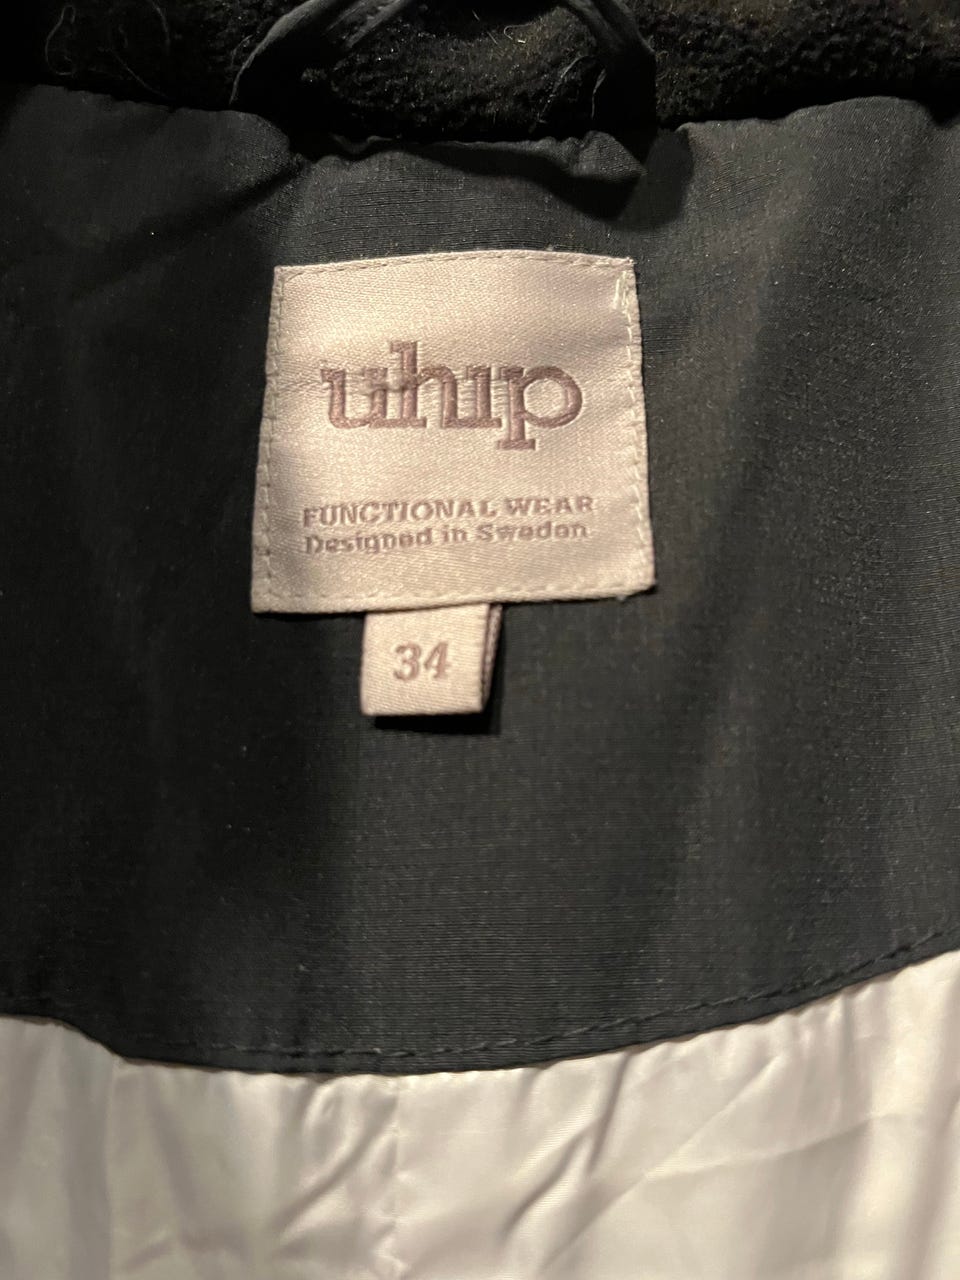 uhip
FUNCTIONAL WEAR
Designed in Sweden
34